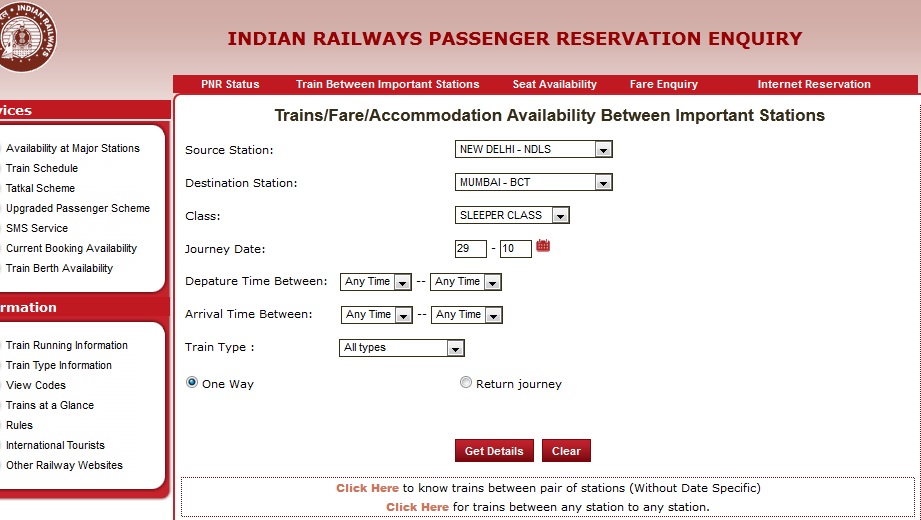 INDIAN RAILWAYS
INDIAN RAILWAYS PASSENGER RESERVATION ENQUIRY
PNR Status Train Between Important Stations Seat Availability Fare Enquiry Internet Reservation
vices
Availability at Major Stations
Train Schedule
Tatkal Scheme
Upgraded Passenger Scheme
SMS Service
Current Booking Availability
Train Berth Availability
rmation
Train Running Information
Train Type Information
View Codes
Trains at a Glance
Rules
International Tourists
Other Railway Websites
Trains/Fare/Accommodation Availability Between Important Stations
Source Station: NEW DELHI - NDLS
Destination Station: MUMBAI - BCT
Class: SLEEPER CLASS
Journey Date: 29 - 10
Depature Time Between: Any Time -- Any Time
Arrival Time Between: Any Time -- Any Time
Train Type : All types
One Way Return journey
Get Details Clear
Click Here to know trains between pair of stations (Without Date Specific)
Click Here for trains between any station to any station.